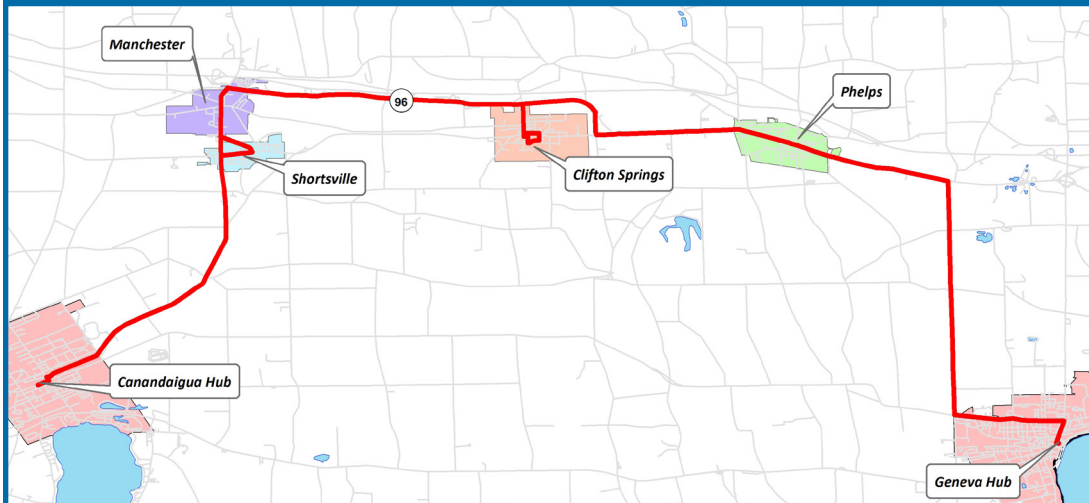 Manchester
96
Phelps
Shortsville
Clifton Springs
Canandaigua Hub
Geneva Hub